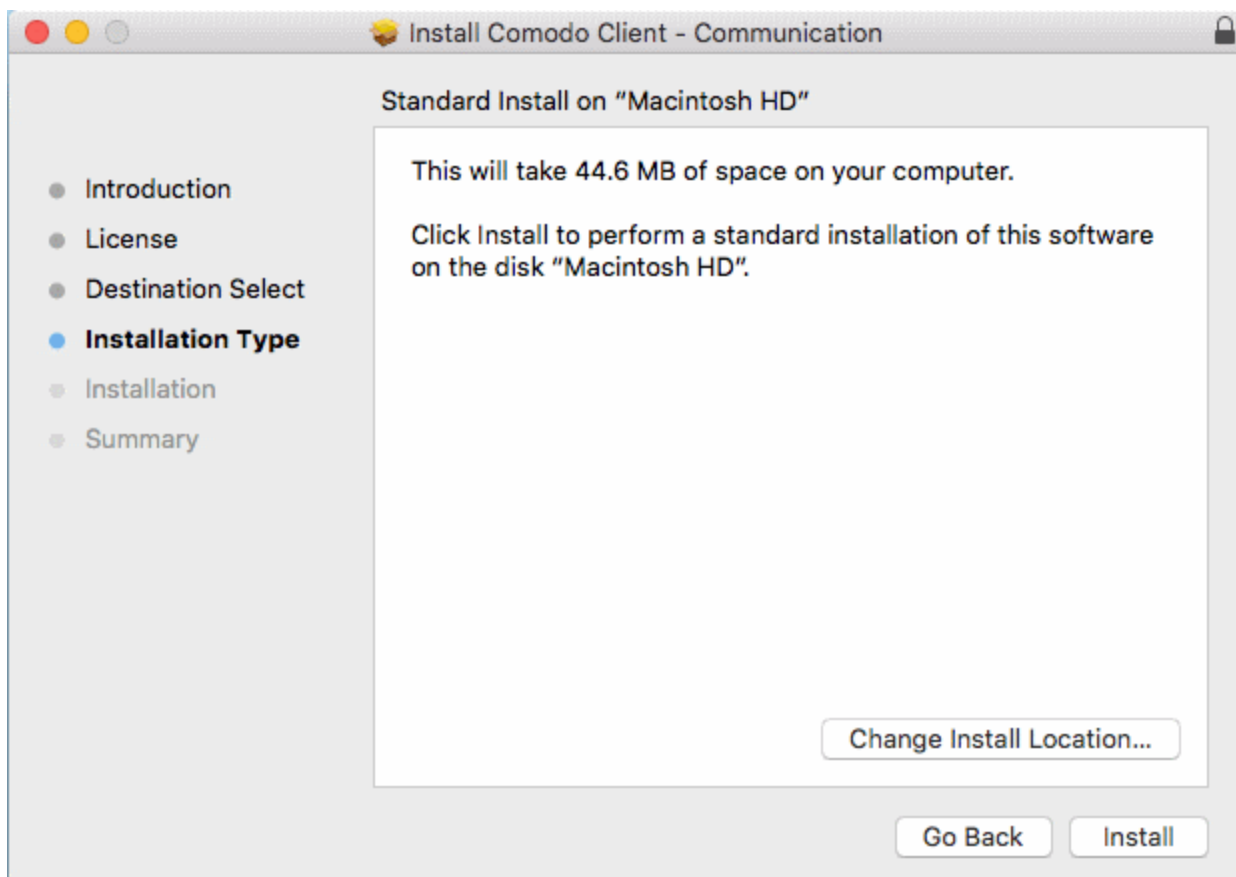 Install Comodo Client - Communication
Standard Install on “Macintosh HD”
Introduction
License
Destination Select
Installation Type
Installation
Summary
This will take 44.6 MB of space on your computer.
Click Install to perform a standard installation of this software
on the disk “Macintosh HD”.
Change Install Location...
Go Back
Install